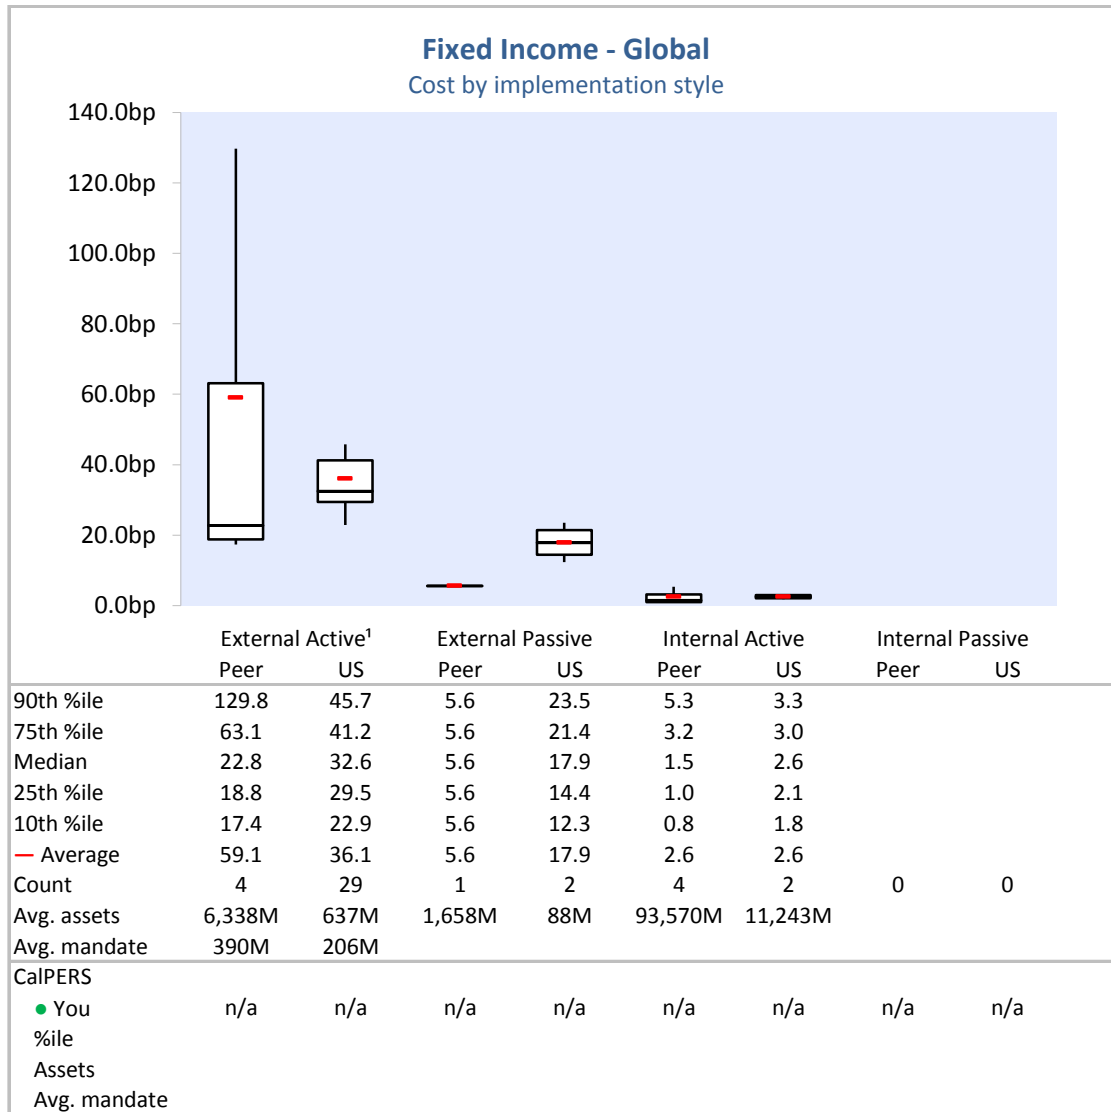 Fixed Income - Global
Cost by implementation style
140.0bp
120.0bp
100.0bp
80.0bp
60.0bp
40.0bp
20.0bp
0.0bp
External Active¹ External Passive Internal Active Internal Passive
Peer US Peer US Peer US Peer US
90th %ile 129.8 45.7 5.6 23.5 5.3 3.3
75th %ile 63.1 41.2 5.6 21.4 3.2 3.0
Median 22.8 32.6 5.6 17.9 1.5 2.6
25th %ile 18.8 29.5 5.6 14.4 1.0 2.1
10th %ile 17.4 22.9 5.6 12.3 0.8 1.8
— Average 59.1 36.1 5.6 17.9 2.6 2.6
Count 4 29 1 2 4 2 0 0
Avg. assets 6,338M 637M 1,658M 88M 93,570M 11,243M
Avg. mandate 390M 206M
CalPERS
● You n/a n/a n/a n/a n/a n/a n/a n/a
%ile
Assets
Avg. mandate